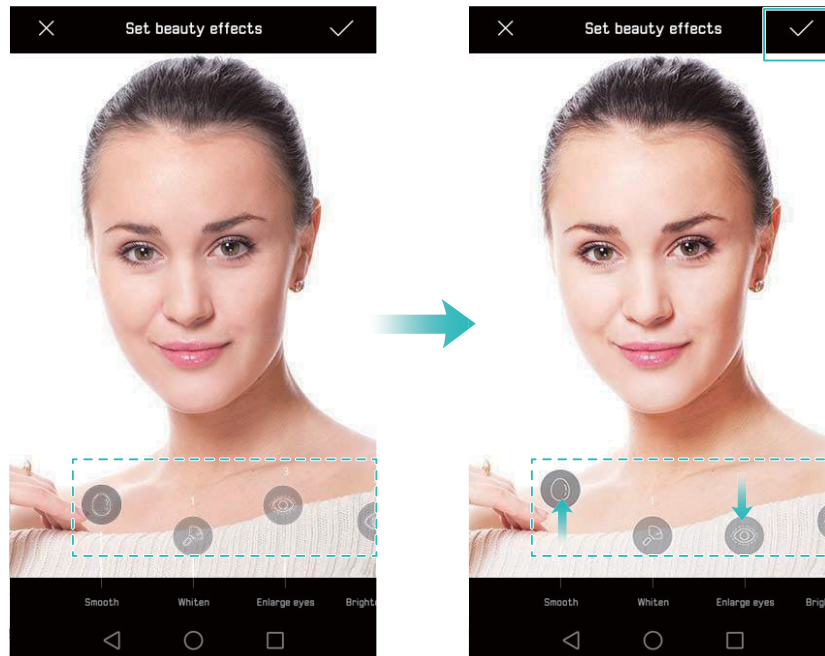 Set beauty effects
3
1
Smooth
Whiten
Enlarge eyes
Set beauty effects
1
Smooth
Whiten
Enlarge eyes